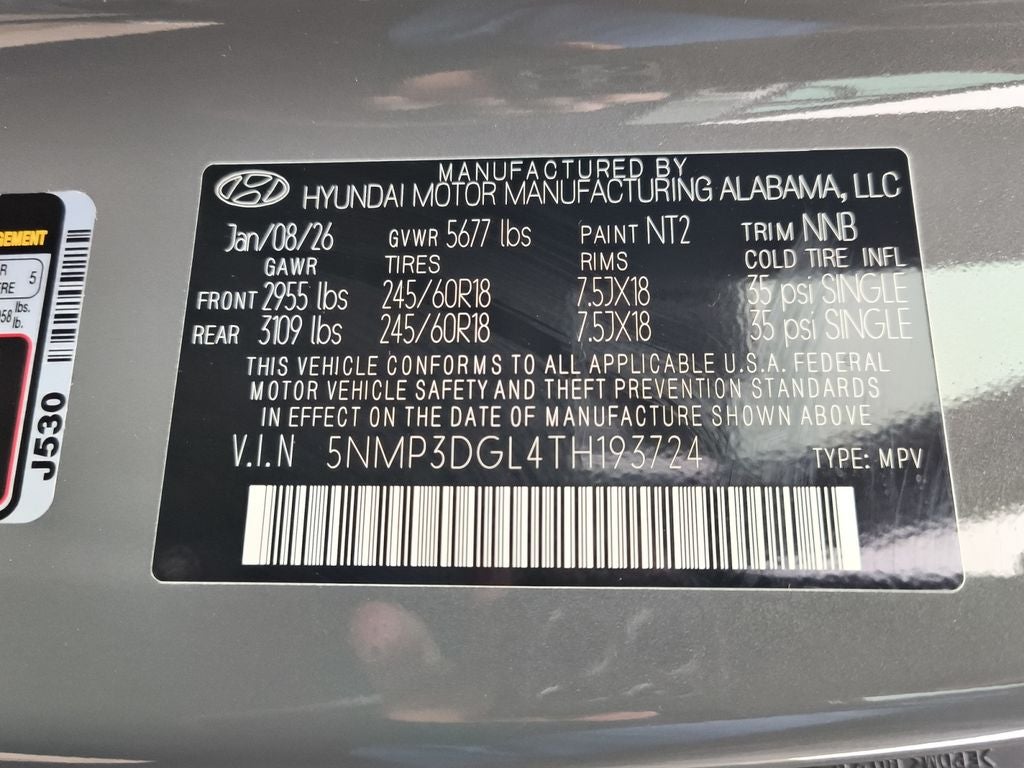 MANUFACTURED BY
HYUNDAI MOTOR MANUFACTURING ALABAMA, LLC
Jan/08/26 GVWR 5677 lbs PAINT NT2 TRIM NNB
GAWR TIRES RIMS COLD TIRE INFL
FRONT 2955 lbs 245/60R18 7.5JX18 35 psi SINGLE
REAR 3109 lbs 245/60R18 7.5JX18 35 psi SINGLE
THIS VEHICLE CONFORMS TO ALL APPLICABLE U.S.A. FEDERAL
MOTOR VEHICLE SAFETY AND THEFT PREVENTION STANDARDS
IN EFFECT ON THE DATE OF MANUFACTURE SHOWN ABOVE
V.I.N 5NMP3DGL4TH193724 TYPE: MPV
5
lbs.
lb.
J530